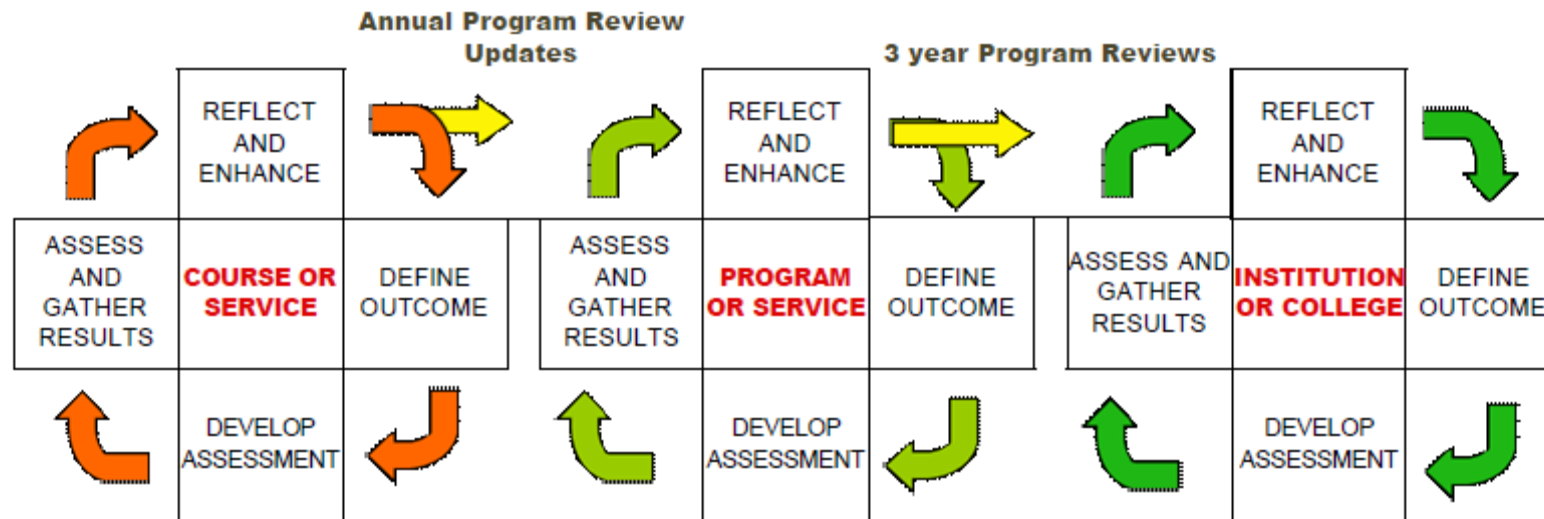 Annual Program Review
Updates
3 year Program Reviews
REFLECT
AND
ENHANCE
REFLECT
AND
ENHANCE
REFLECT
AND
ENHANCE
ASSESS
AND
GATHER
RESULTS
COURSE OR
SERVICE
DEFINE
OUTCOME
ASSESS
AND
GATHER
RESULTS
PROGRAM
OR SERVICE
DEFINE
OUTCOME
ASSESS AND
GATHER
RESULTS
INSTITUTION
OR COLLEGE
DEFINE
OUTCOME
DEVELOP
ASSESSMENT
DEVELOP
ASSESSMENT
DEVELOP
ASSESSMENT